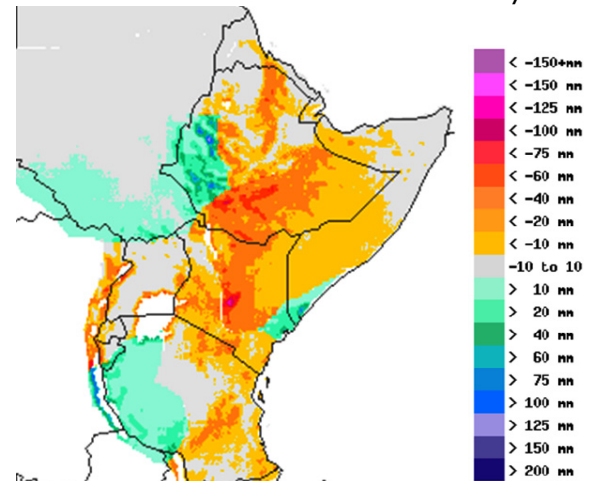 < -150+mm
< -150 mm
< -125 mm
< -100 mm
< -75 mm
< -60 mm
< -40 mm
< -20 mm
< -10 mm
-10 to 10
> 10 mm
> 20 mm
> 40 mm
> 60 mm
> 75 mm
> 100 mm
> 125 mm
> 150 mm
> 200 mm